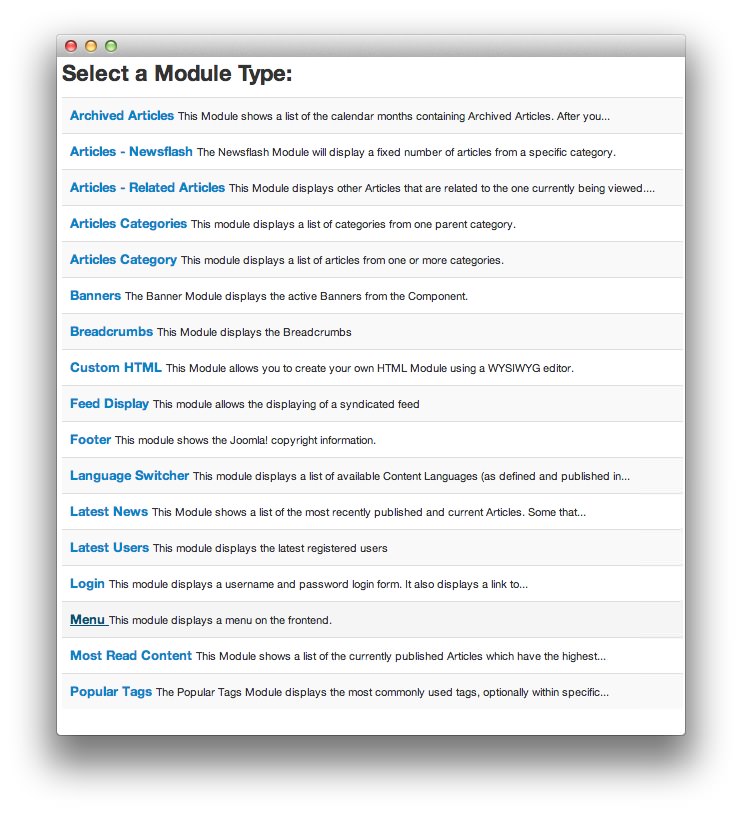 Select a Module Type:
Archived Articles This Module shows a list of the calendar months containing Archived Articles. After you...
Articles - Newsflash The Newsflash Module will display a fixed number of articles from a specific category.
Articles - Related Articles This Module displays other Articles that are related to the one currently being viewed....
Articles Categories This module displays a list of categories from one parent category.
Articles Category This module displays a list of articles from one or more categories.
Banners The Banner Module displays the active Banners from the Component.
Breadcrumbs This Module displays the Breadcrumbs
Custom HTML This Module allows you to create your own HTML Module using a WYSIWYG editor.
Feed Display This module allows the displaying of a syndicated feed
Footer This module shows the Joomla! copyright information.
Language Switcher This module displays a list of available Content Languages (as defined and published in...
Latest News This Module shows a list of the most recently published and current Articles. Some that...
Latest Users This module displays the latest registered users
Login This module displays a username and password login form. It also displays a link to...
Menu This module displays a menu on the frontend.
Most Read Content This Module shows a list of the currently published Articles which have the highest...
Popular Tags The Popular Tags Module displays the most commonly used tags, optionally within specific...